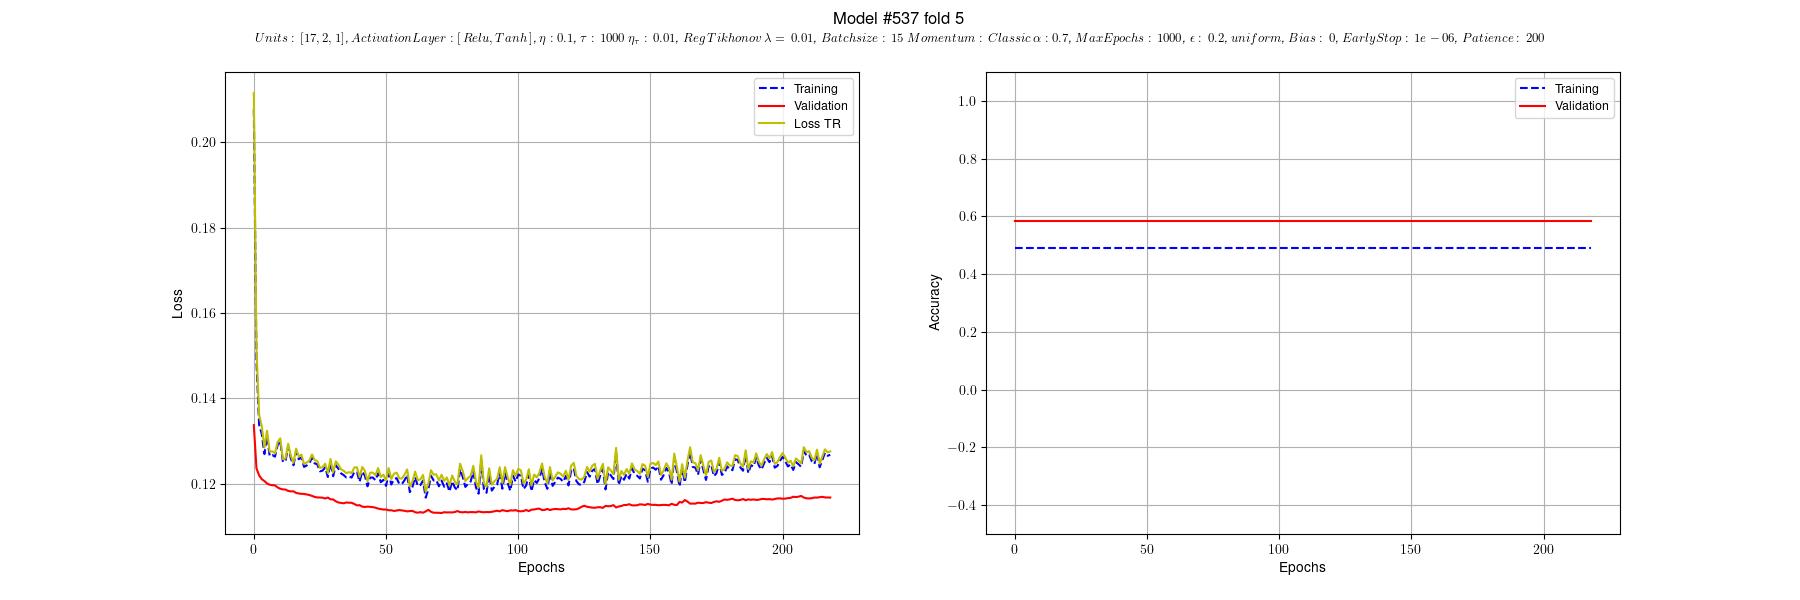 Model #537 fold 5
Units : [17, 2, 1], ActivationLayer : [Relu, Tanh], η : 0.1, τ : 1000 ητ : 0.01, RegTikhonov λ = 0.01, Batchsize : 15 Momentum : Classic α : 0.7, MaxEpochs : 1000, ϵ : 0.2, uniform, Bias : 0, EarlyStop : 1e − 06, Patience : 200
Training
Validation
Loss TR
0.20
0.18
0.16
0.14
0.12
Loss
0 50 100 150 200
Epochs
Training
Validation
1.0
0.8
0.6
0.4
0.2
0.0
−0.2
−0.4
Accuracy
0 50 100 150 200
Epochs